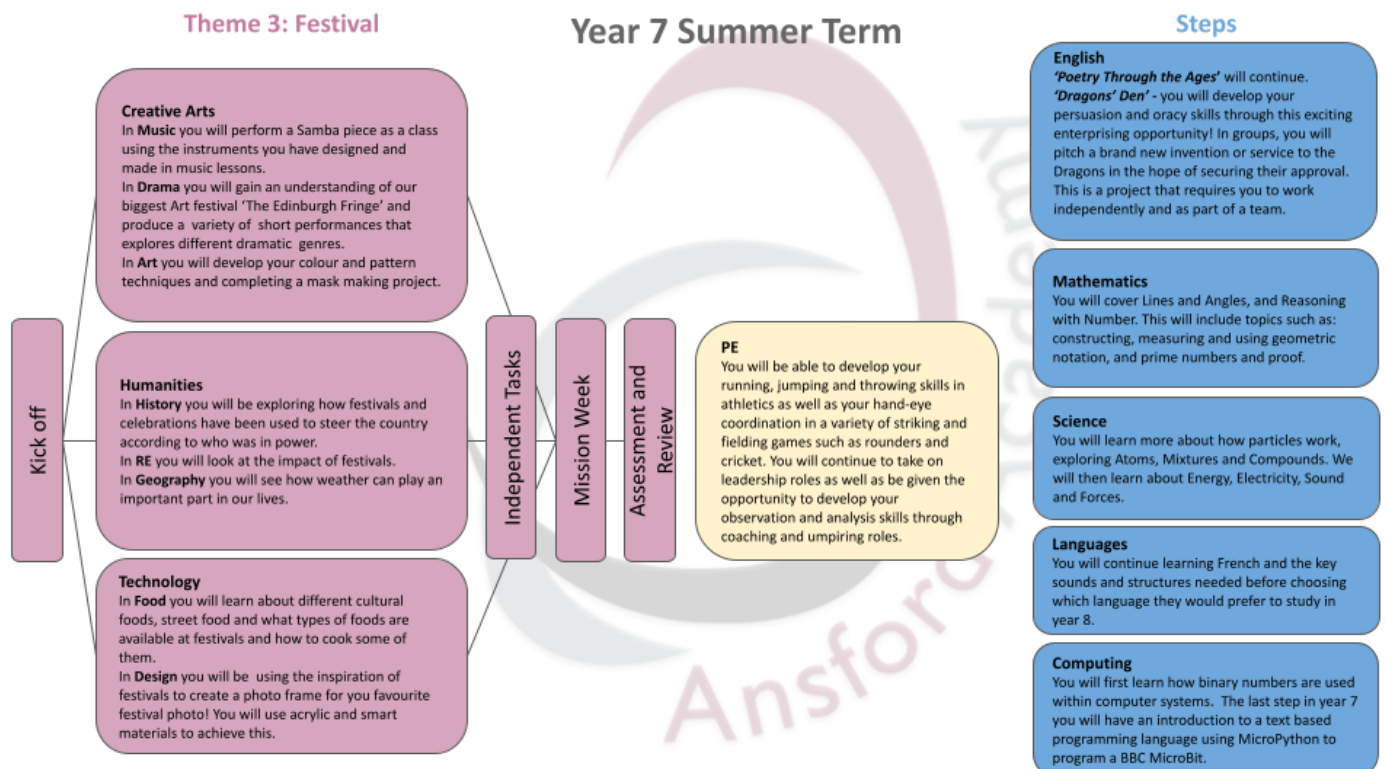 Theme 3: Festival
Year 7 Summer Term
Steps
Kick off
Creative Arts
In Music you will perform a Samba piece as a class
using the instruments you have designed and
made in music lessons.
In Drama you will gain an understanding of our
biggest Art festival ‘The Edinburgh Fringe’ and
produce a variety of short performances that
explores different dramatic genres.
In Art you will develop your colour and pattern
techniques and completing a mask making project.
Humanities
In History you will be exploring how festivals and
celebrations have been used to steer the country
according to who was in power.
In RE you will look at the impact of festivals.
In Geography you will see how weather can play an
important part in our lives.
Technology
In Food you will learn about different cultural
foods, street food and what types of foods are
available at festivals and how to cook some of
them.
In Design you will be using the inspiration of
festivals to create a photo frame for you favourite
festival photo! You will use acrylic and smart
materials to achieve this.
Independent Tasks
Mission Week
Assessment and
Review
PE
You will be able to develop your
running, jumping and throwing skills in
athletics as well as your hand-eye
coordination in a variety of striking and
fielding games such as rounders and
cricket. You will continue to take on
leadership roles as well as be given the
opportunity to develop your
observation and analysis skills through
coaching and umpiring roles.
English
‘Poetry Through the Ages’ will continue.
‘Dragons’ Den’ - you will develop your
persuasion and oracy skills through this exciting
enterprising opportunity! In groups, you will
pitch a brand new invention or service to the
Dragons in the hope of securing their approval.
This is a project that requires you to work
independently and as part of a team.
Mathematics
You will cover Lines and Angles, and Reasoning
with Number. This will include topics such as:
constructing, measuring and using geometric
notation, and prime numbers and proof.
Science
You will learn more about how particles work,
exploring Atoms, Mixtures and Compounds. We
will then learn about Energy, Electricity, Sound
and Forces.
Languages
You will continue learning French and the key
sounds and structures needed before choosing
which language they would prefer to study in
year 8.
Computing
You will first learn how binary numbers are used
within computer systems. The last step in year 7
you will have an introduction to a text based
programming language using MicroPython to
program a BBC MicroBit.